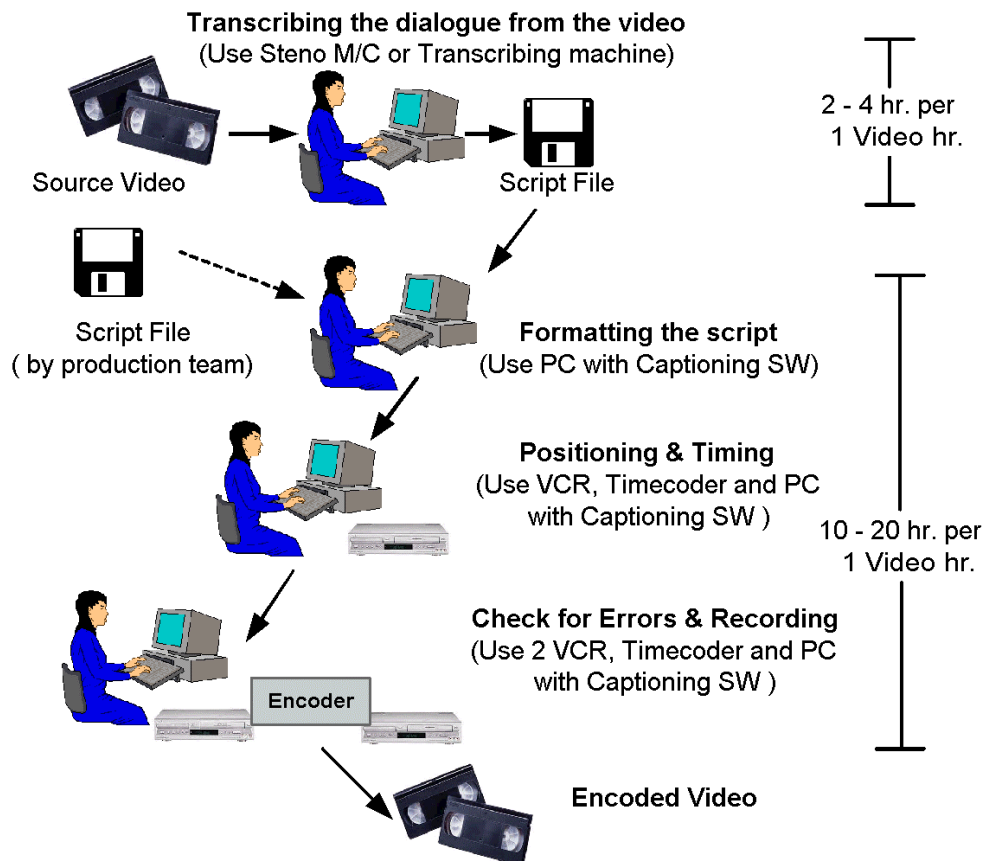 Transcribing the dialogue from the video
(Use Steno M/C or Transcribing machine)
2 - 4 hr. per
1 Video hr.
Source Video
Script File
Script File
( by production team)
Formatting the script
(Use PC with Captioning SW)
Positioning & Timing
(Use VCR, Timecoder and PC
with Captioning SW )
10 - 20 hr. per
1 Video hr.
Check for Errors & Recording
(Use 2 VCR, Timecoder and PC
with Captioning SW )
Encoder
Encoded Video